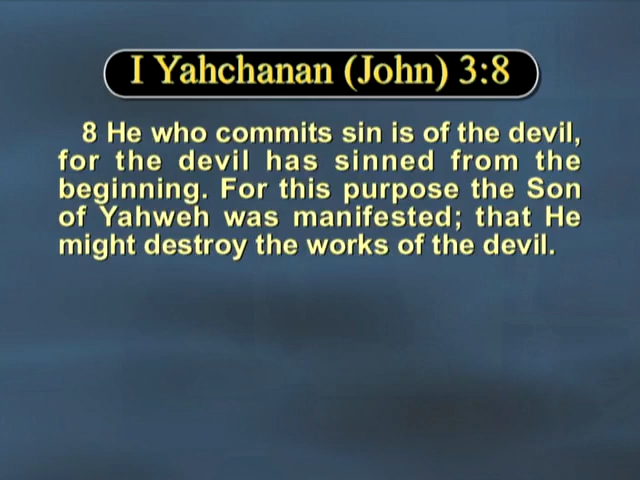 I Yahchanan (John) 3:8
8 He who commits sin is of the devil,
for the devil has sinned from the
beginning. For this purpose the Son
of Yahweh was manifested; that He
might destroy the works of the devil.